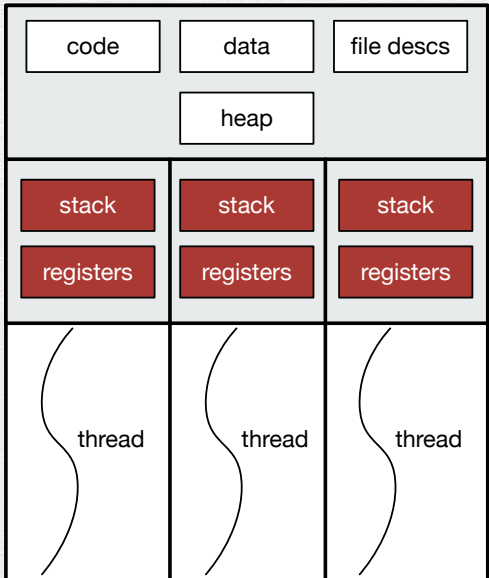 code data file descs
heap
stack stack stack
registers registers registers
thread thread thread